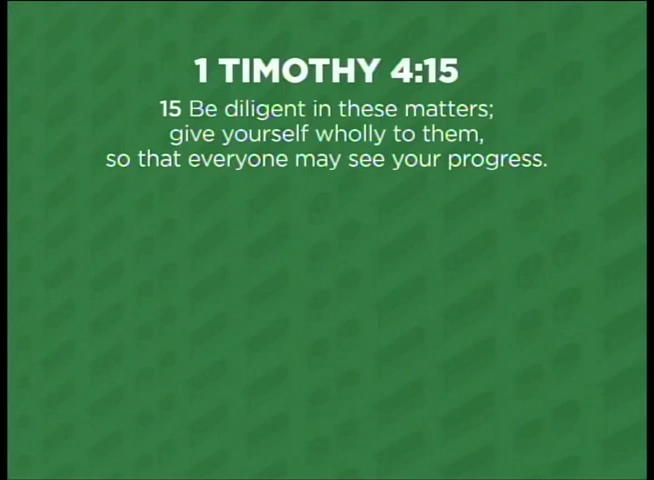 1 TIMOTHY 4:15
15 Be diligent in these matters;
give yourself wholly to them,
so that everyone may see your progress.